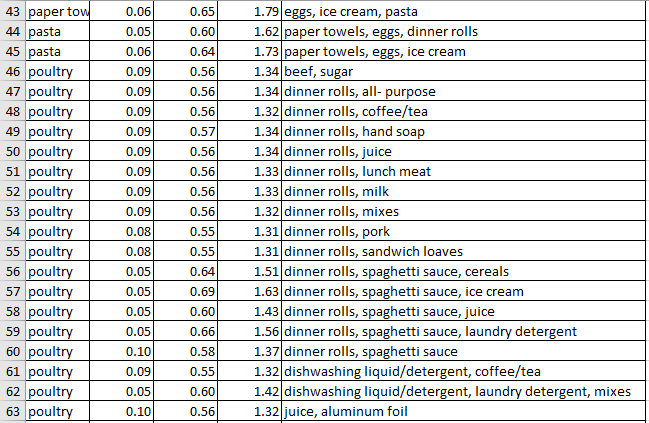 43 paper tow 0.06 0.65 1.79 eggs, ice cream, pasta
44 pasta 0.05 0.60 1.62 paper towels, eggs, dinner rolls
45 pasta 0.06 0.64 1.73 paper towels, eggs, ice cream
46 poultry 0.09 0.56 1.34 beef, sugar
47 poultry 0.09 0.56 1.34 dinner rolls, all- purpose
48 poultry 0.09 0.56 1.32 dinner rolls, coffee/tea
49 poultry 0.09 0.57 1.34 dinner rolls, hand soap
50 poultry 0.09 0.56 1.34 dinner rolls, juice
51 poultry 0.09 0.56 1.33 dinner rolls, lunch meat
52 poultry 0.09 0.56 1.33 dinner rolls, milk
53 poultry 0.09 0.56 1.32 dinner rolls, mixes
54 poultry 0.08 0.55 1.31 dinner rolls, pork
55 poultry 0.08 0.55 1.31 dinner rolls, sandwich loaves
56 poultry 0.05 0.64 1.51 dinner rolls, spaghetti sauce, cereals
57 poultry 0.05 0.69 1.63 dinner rolls, spaghetti sauce, ice cream
58 poultry 0.05 0.60 1.43 dinner rolls, spaghetti sauce, juice
59 poultry 0.05 0.66 1.56 dinner rolls, spaghetti sauce, laundry detergent
60 poultry 0.10 0.58 1.37 dinner rolls, spaghetti sauce
61 poultry 0.09 0.55 1.32 dishwashing liquid/detergent, coffee/tea
62 poultry 0.05 0.60 1.42 dishwashing liquid/detergent, laundry detergent, mixes
63 poultry 0.10 0.56 1.32 juice, aluminum foil